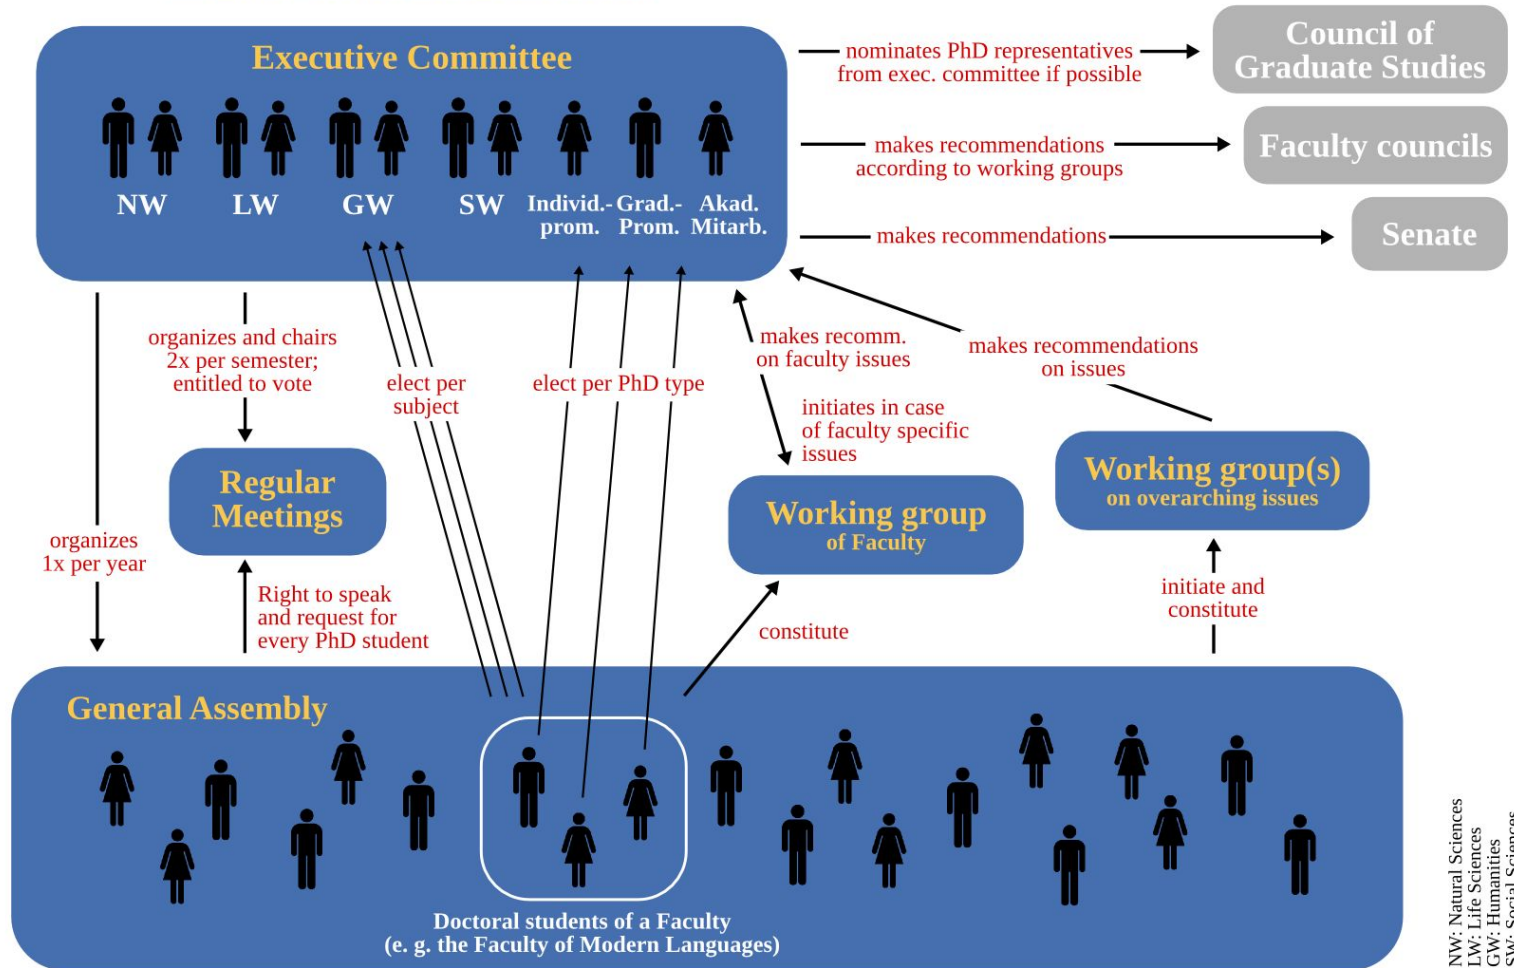 Executive Committee
NW
LW
GW
SW
Individ.-
prom.
Grad.-
Prom.
Akad.
Mitarb.
nominates PhD representatives
from exec. committee if possible
Council of
Graduate Studies
makes recommendations
according to working groups
Faculty councils
makes recommendations
Senate
organizes and chairs
2x per semester;
entitled to vote
elect per
subject
elect per PhD type
makes recomm.
on faculty issues
initiates in case
of faculty specific
issues
makes recommendations
on issues
Regular
Meetings
Working group
of Faculty
Working group(s)
on overarching issues
organizes
1x per year
Right to speak
and request for
every PhD student
constitute
initiate and
constitute
General Assembly
Doctoral students of a Faculty
(e. g. the Faculty of Modern Languages)
NW: Natural Sciences
LW: Life Sciences
GW: Humanities
SW: Social Sciences